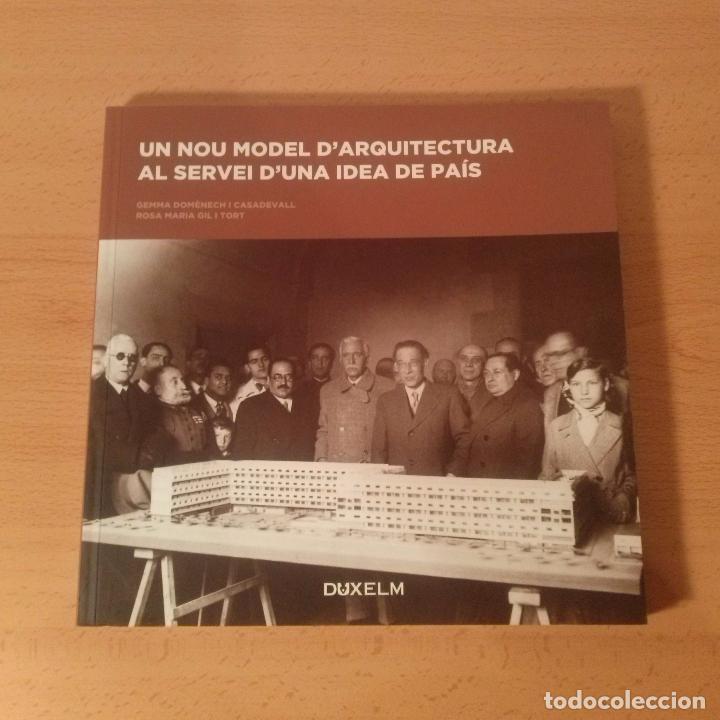 UN NOU MODEL D'ARQUITECTURA
AL SERVEI D'UNA IDEA DE PAÍS
GEMMA DOMÈNECH I CASADEVALL
ROSA MARIA GIL I TORT
DUXELM
todocoleccion